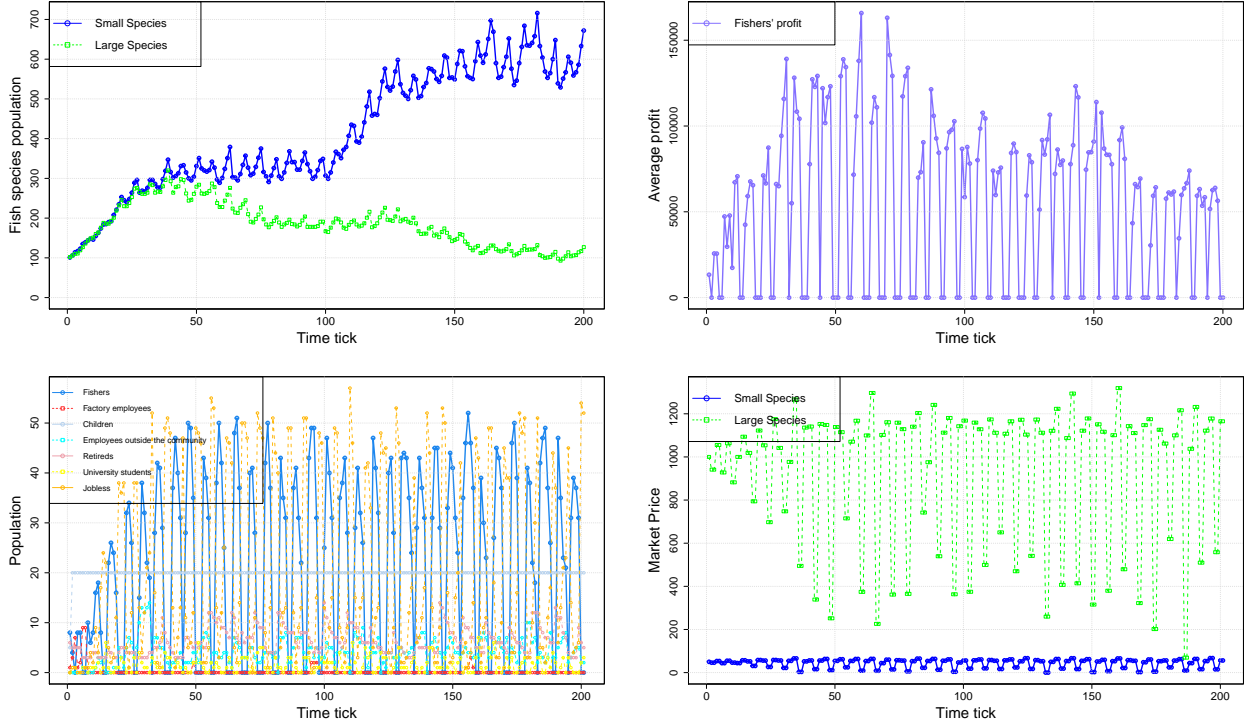 Small Species
Large Species
Fish species population
0 100 200 300 400 500 600 700
0 50 100 150 200
Time tick
Fishers' profit
Average profit
0 50000 100000 150000
0 50 100 150 200
Time tick
Fishers
Factory employees
Children
Employees outside the community
Retireds
University students
Jobless
Population
0 10 20 30 40 50
0 50 100 150 200
Time tick
Small Species
Large Species
Market Price
0 200 400 600 800 1000 1200
0 50 100 150 200
Time tick